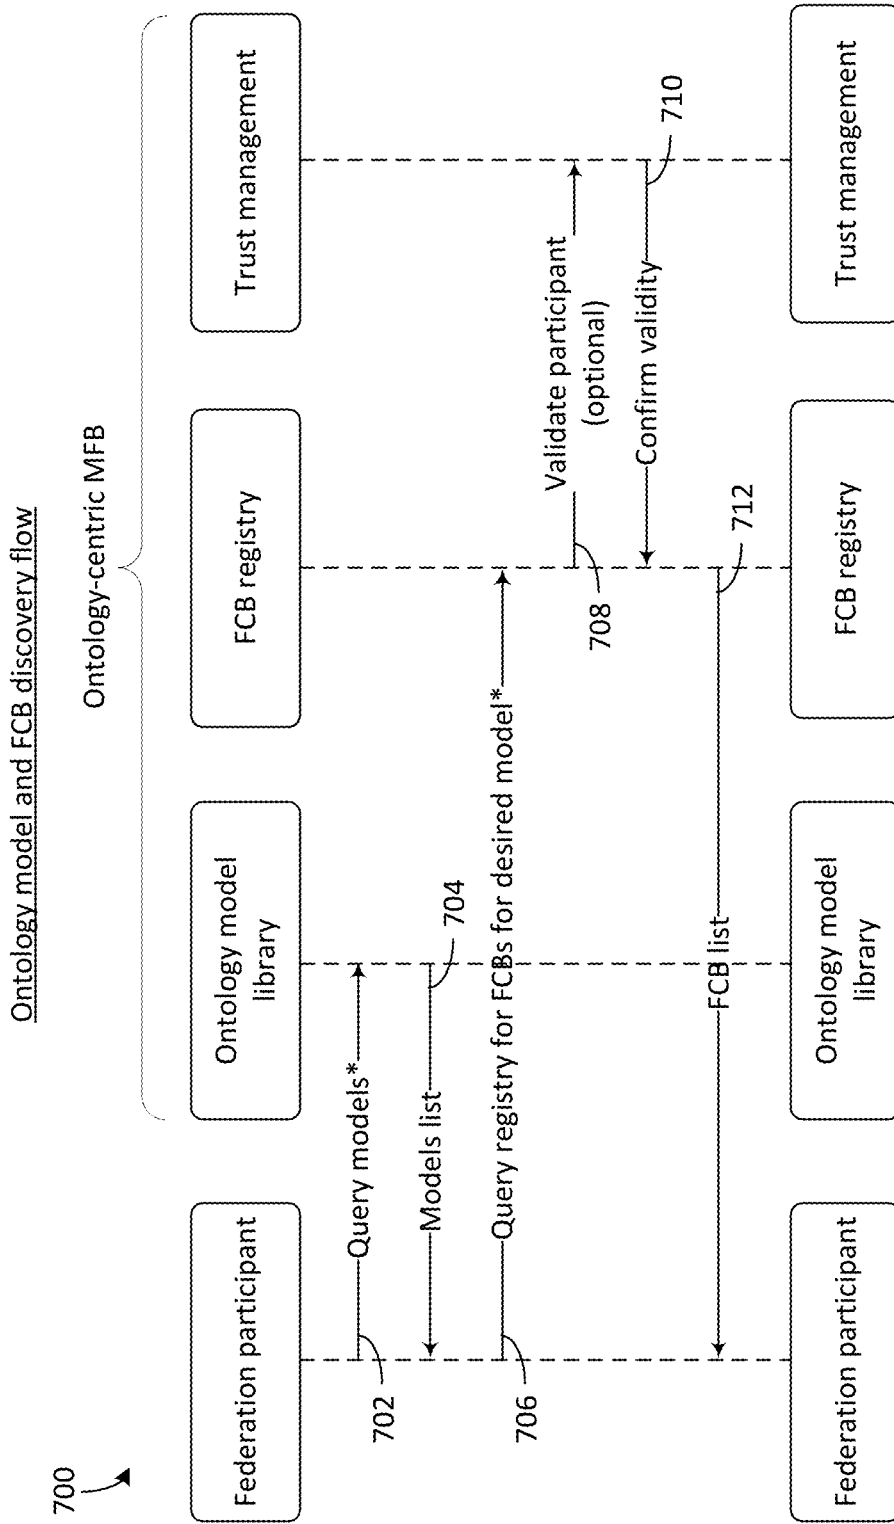 Ontology model and FCB discovery flow
700
Ontology-centric MFB
Federation participant
Ontology model
library
FCB registry
Trust management
Query models*
702
Models list
704
Query registry for FCBs for desired model*
706
Validate participant
(optional)
708
Confirm validity
710
FCB list
712
Federation participant
Ontology model
library
FCB registry
Trust management